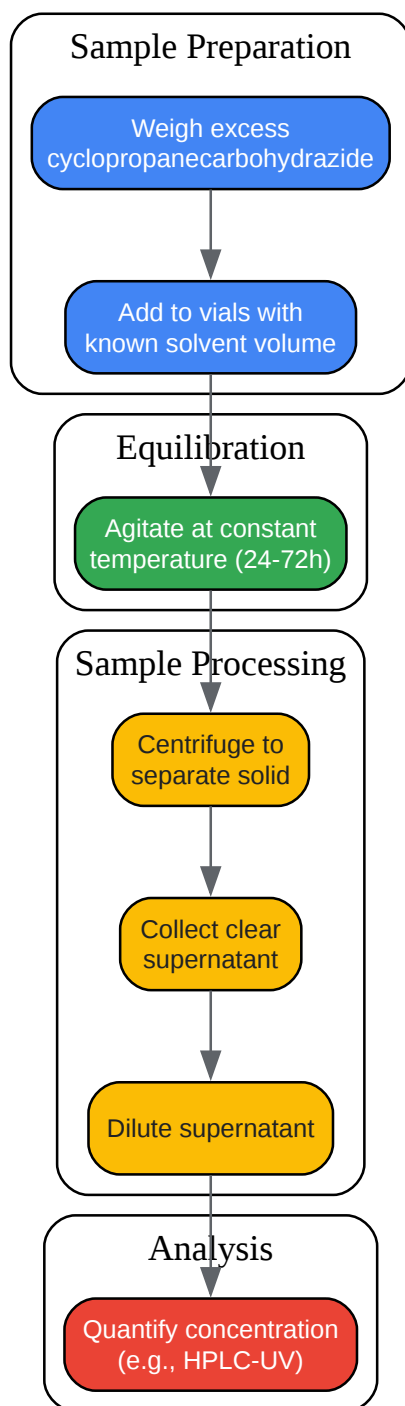 Sample Preparation
Weigh excess
cyclopropanecarbohydrazide
Add to vials with
known solvent volume
Equilibration
Agitate at constant
temperature (24-72h)
Sample Processing
Centrifuge to
separate solid
Collect clear
supernatant
Dilute supernatant
Analysis
Quantify concentration
(e.g., HPLC-UV)